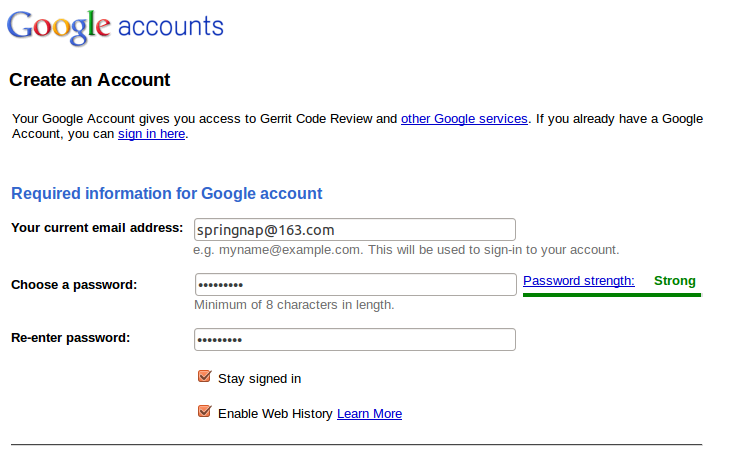 Google accounts
Create an Account
Your Google Account gives you access to Gerrit Code Review and other Google services. If you already have a Google
Account, you can sign in here.
Required information for Google account
Your current email address: springnap@163.com
e.g. myname@example.com. This will be used to sign-in to your account.
Choose a password: ••••••••• Password strength: Strong
Minimum of 8 characters in length.
Re-enter password: •••••••••
Stay signed in
Enable Web History Learn More